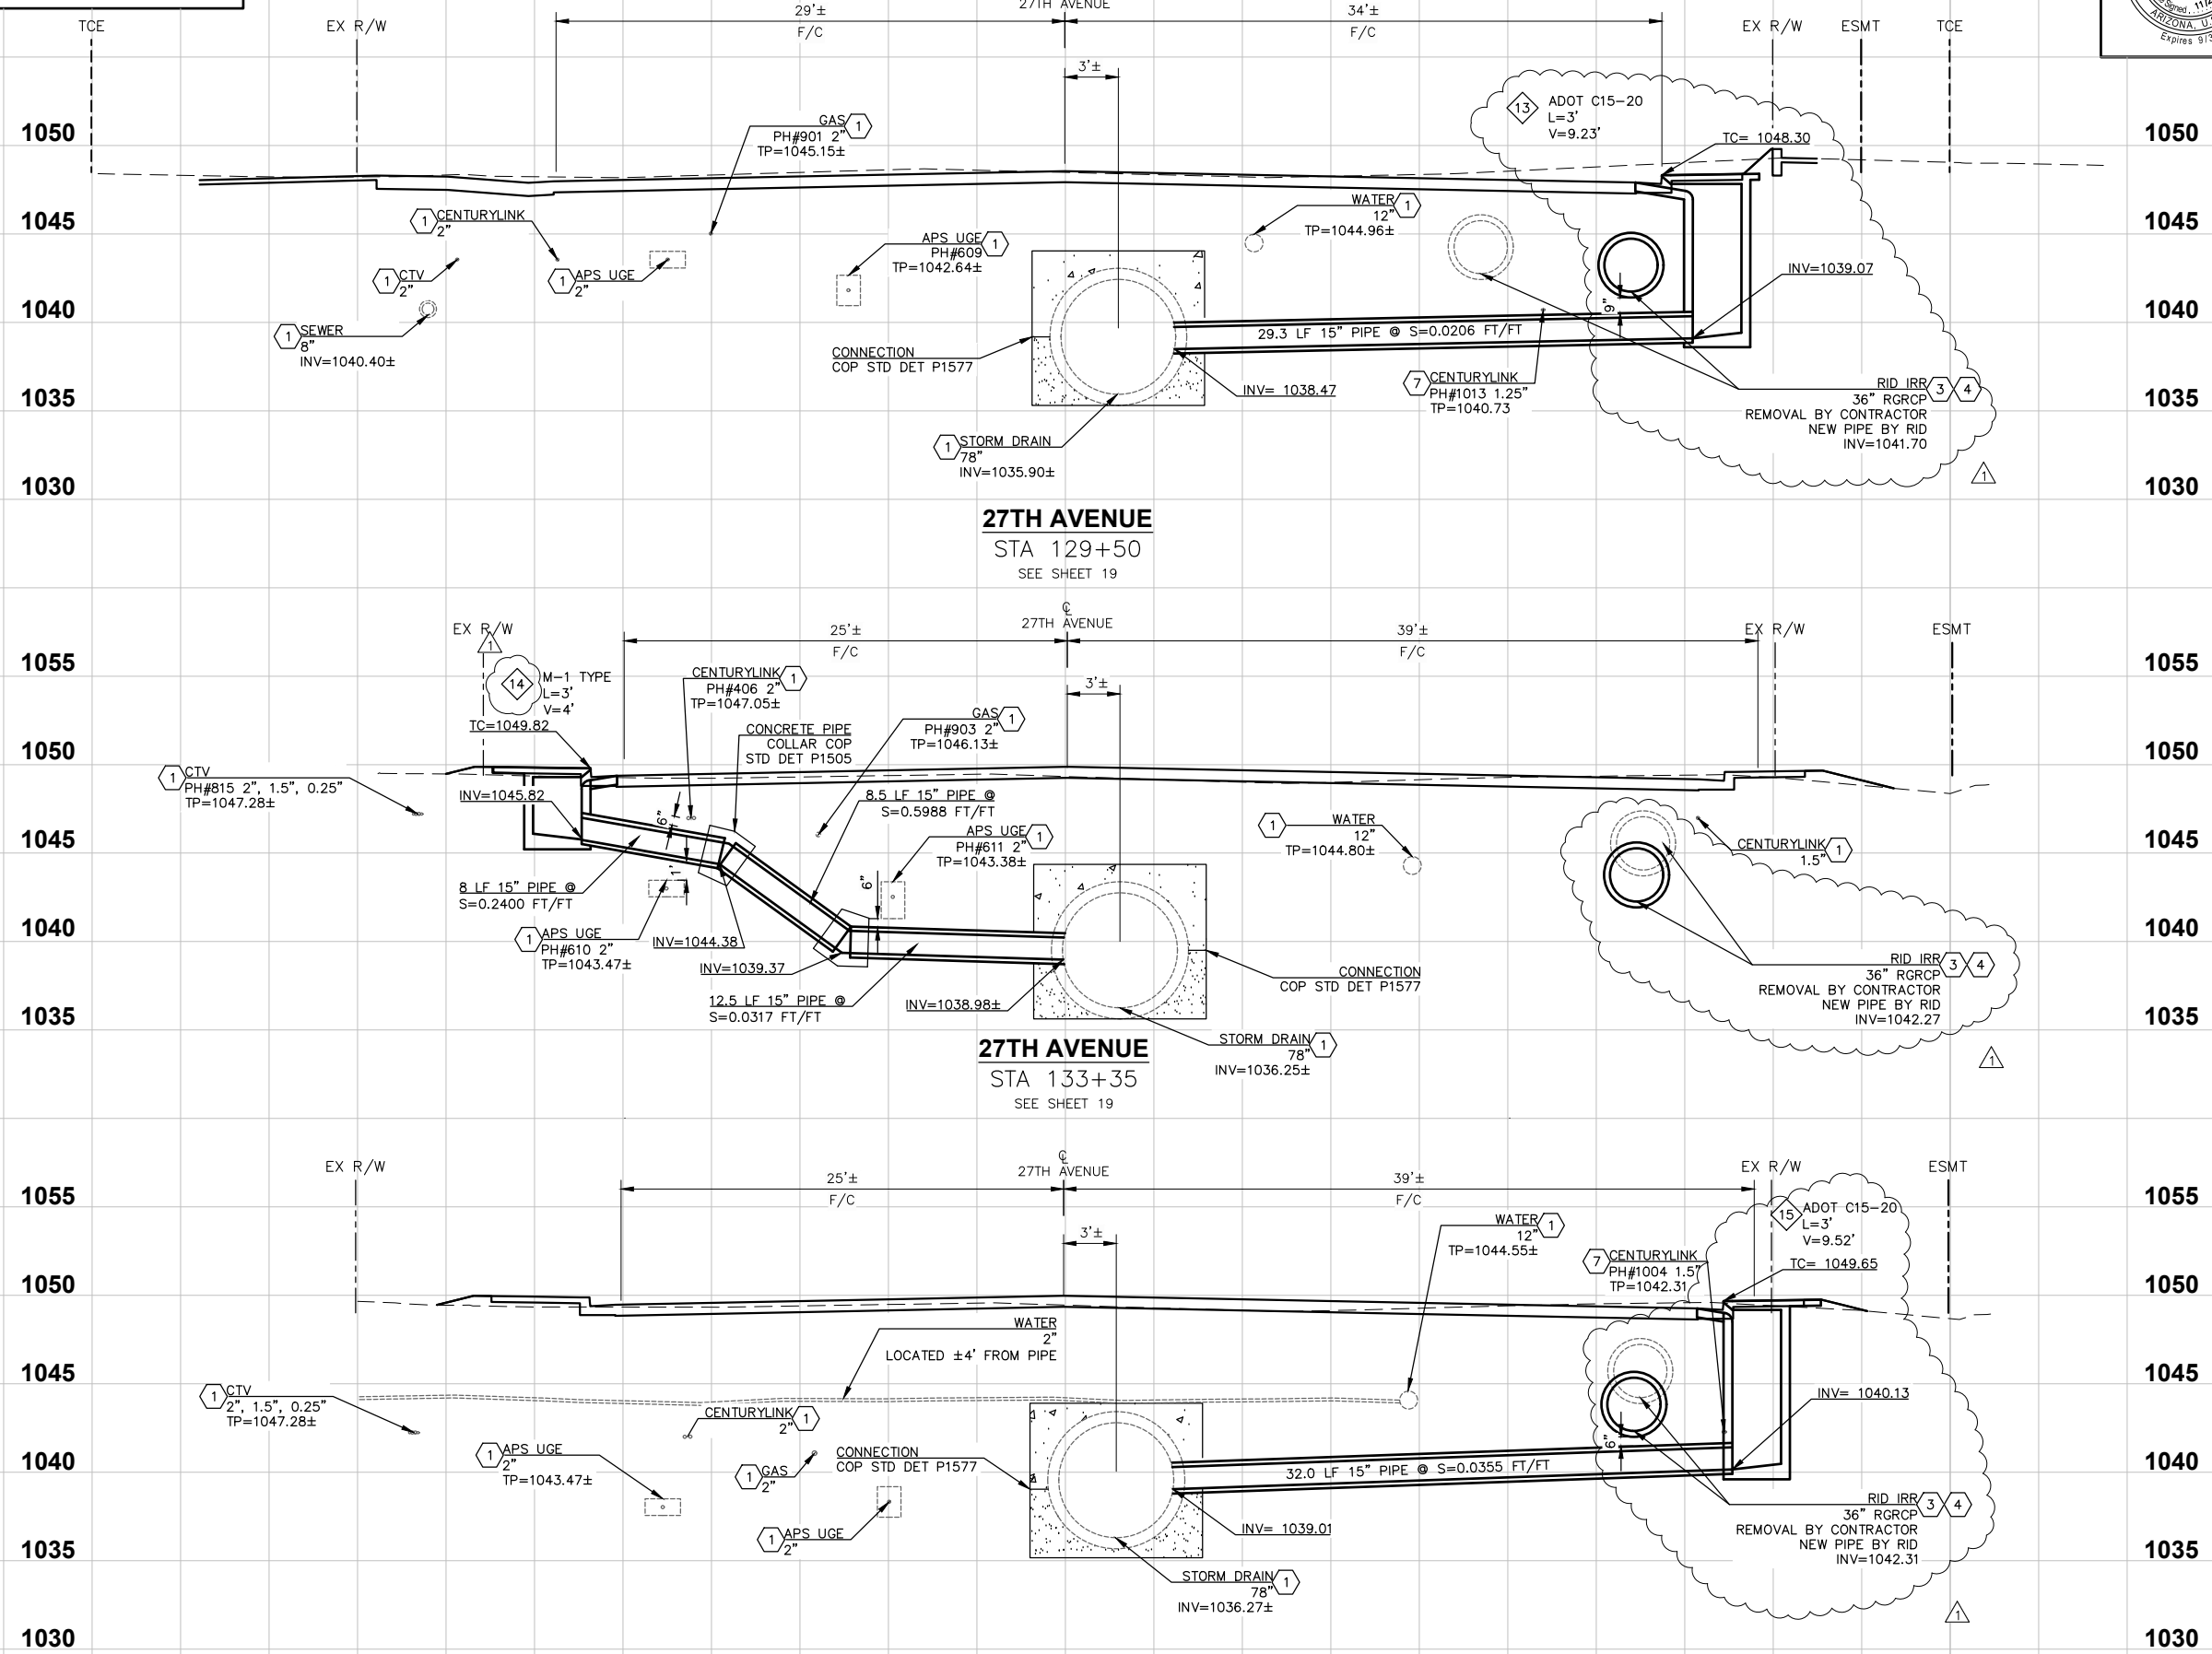 27TH AVENUE
TCE
EX R/W
29'±
F/C
34'±
F/C
EX R/W
ESMT
TCE
Signed
ARIZONA, U.
Expires 9/3
3'±
1050
1045
1040
1035
1030
1050
1045
1040
1035
1030
GAS 1
PH#901 2"
TP=1045.15±
13
ADOT C15-20
L=3'
V=9.23'
TC= 1048.30
1 CENTURYLINK
2"
1 CTV
2"
1 APS UGE
2"
APS UGE 1
PH#609
TP=1042.64±
WATER 1
12"
TP=1044.96±
INV=1039.07
1 SEWER
8"
INV=1040.40±
CONNECTION
COP STD DET P1577
29.3 LF 15" PIPE @ S=0.0206 FT/FT
INV= 1038.47
7 CENTURYLINK
PH#1013 1.25"
TP=1040.73
RID IRR 3 4
36" RGRCP
REMOVAL BY CONTRACTOR
NEW PIPE BY RID
INV=1041.70
1
1 STORM DRAIN
78"
INV=1035.90±
27TH AVENUE
STA 129+50
SEE SHEET 19
EX R/W
1
25'±
F/C
℄
27TH AVENUE
39'±
F/C
EX R/W
ESMT
3'±
1055
1050
1045
1040
1035
1055
1050
1045
1040
1035
14
M-1 TYPE
L=3'
V=4'
TC=1049.82
CENTURYLINK 1
PH#406 2"
TP=1047.05±
CONCRETE PIPE
COLLAR COP
STD DET P1505
GAS 1
PH#903 2"
TP=1046.13±
1 CTV
PH#815 2", 1.5", 0.25"
TP=1047.28±
INV=1045.82
6"
8.5 LF 15" PIPE @
S=0.5988 FT/FT
APS UGE 1
PH#611 2"
TP=1043.38±
1 WATER
12"
TP=1044.80±
CENTURYLINK 1
1.5"
8 LF 15" PIPE @
S=0.2400 FT/FT
1'
6"
1 APS UGE
PH#610 2"
TP=1043.47±
INV=1044.38
INV=1039.37
12.5 LF 15" PIPE @
S=0.0317 FT/FT
INV=1038.98±
CONNECTION
COP STD DET P1577
RID IRR 3 4
36" RGRCP
REMOVAL BY CONTRACTOR
NEW PIPE BY RID
INV=1042.27
1
STORM DRAIN 1
78"
INV=1036.25±
27TH AVENUE
STA 133+35
SEE SHEET 19
EX R/W
25'±
F/C
℄
27TH AVENUE
39'±
F/C
EX R/W
ESMT
3'±
1055
1050
1045
1040
1035
1030
1055
1050
1045
1040
1035
1030
WATER 1
12"
TP=1044.55±
15
ADOT C15-20
L=3'
V=9.52'
7 CENTURYLINK
PH#1004 1.5"
TP=1042.31
TC= 1049.65
WATER
2"
LOCATED ±4' FROM PIPE
1 CTV
2", 1.5", 0.25"
TP=1047.28±
CENTURYLINK 1
2"
INV= 1040.13
1 APS UGE
2"
TP=1043.47±
1 GAS
2"
CONNECTION
COP STD DET P1577
32.0 LF 15" PIPE @ S=0.0355 FT/FT
6"
1 APS UGE
2"
INV= 1039.01
RID IRR 3 4
36" RGRCP
REMOVAL BY CONTRACTOR
NEW PIPE BY RID
INV=1042.31
1
STORM DRAIN 1
78"
INV=1036.27±